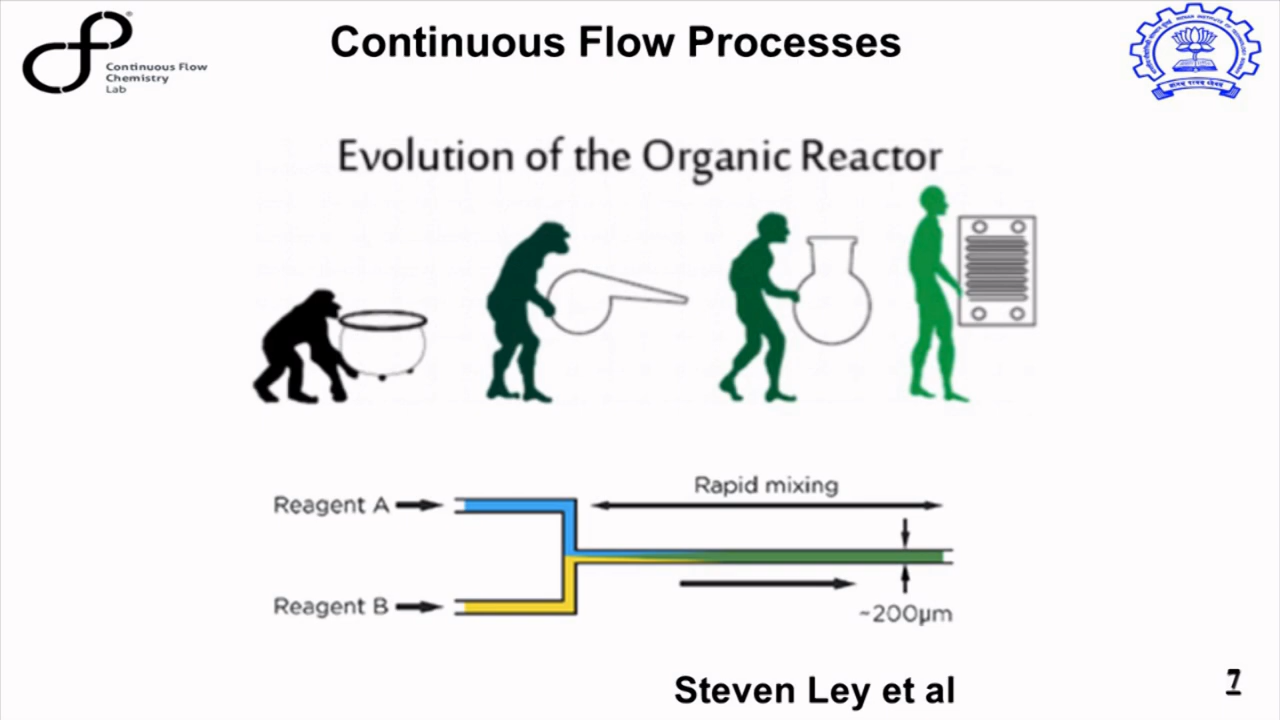 Continuous Flow Processes
Continuous Flow
Chemistry
Lab
Evolution of the Organic Reactor
Rapid mixing
Reagent A
Reagent B
~200μm
Steven Ley et al
7